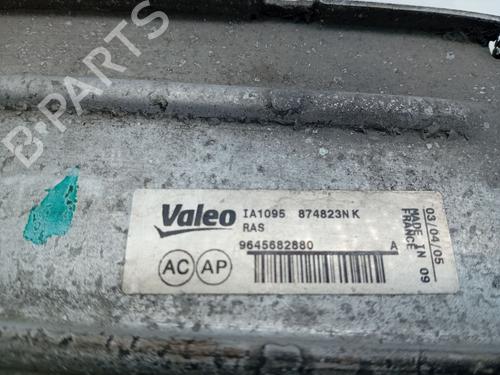 B-PARTS
Valeo
IA1095 874823NK
RAS
9645682880 A
AC AP
03/04/05
MADE IN 09
FRANCE